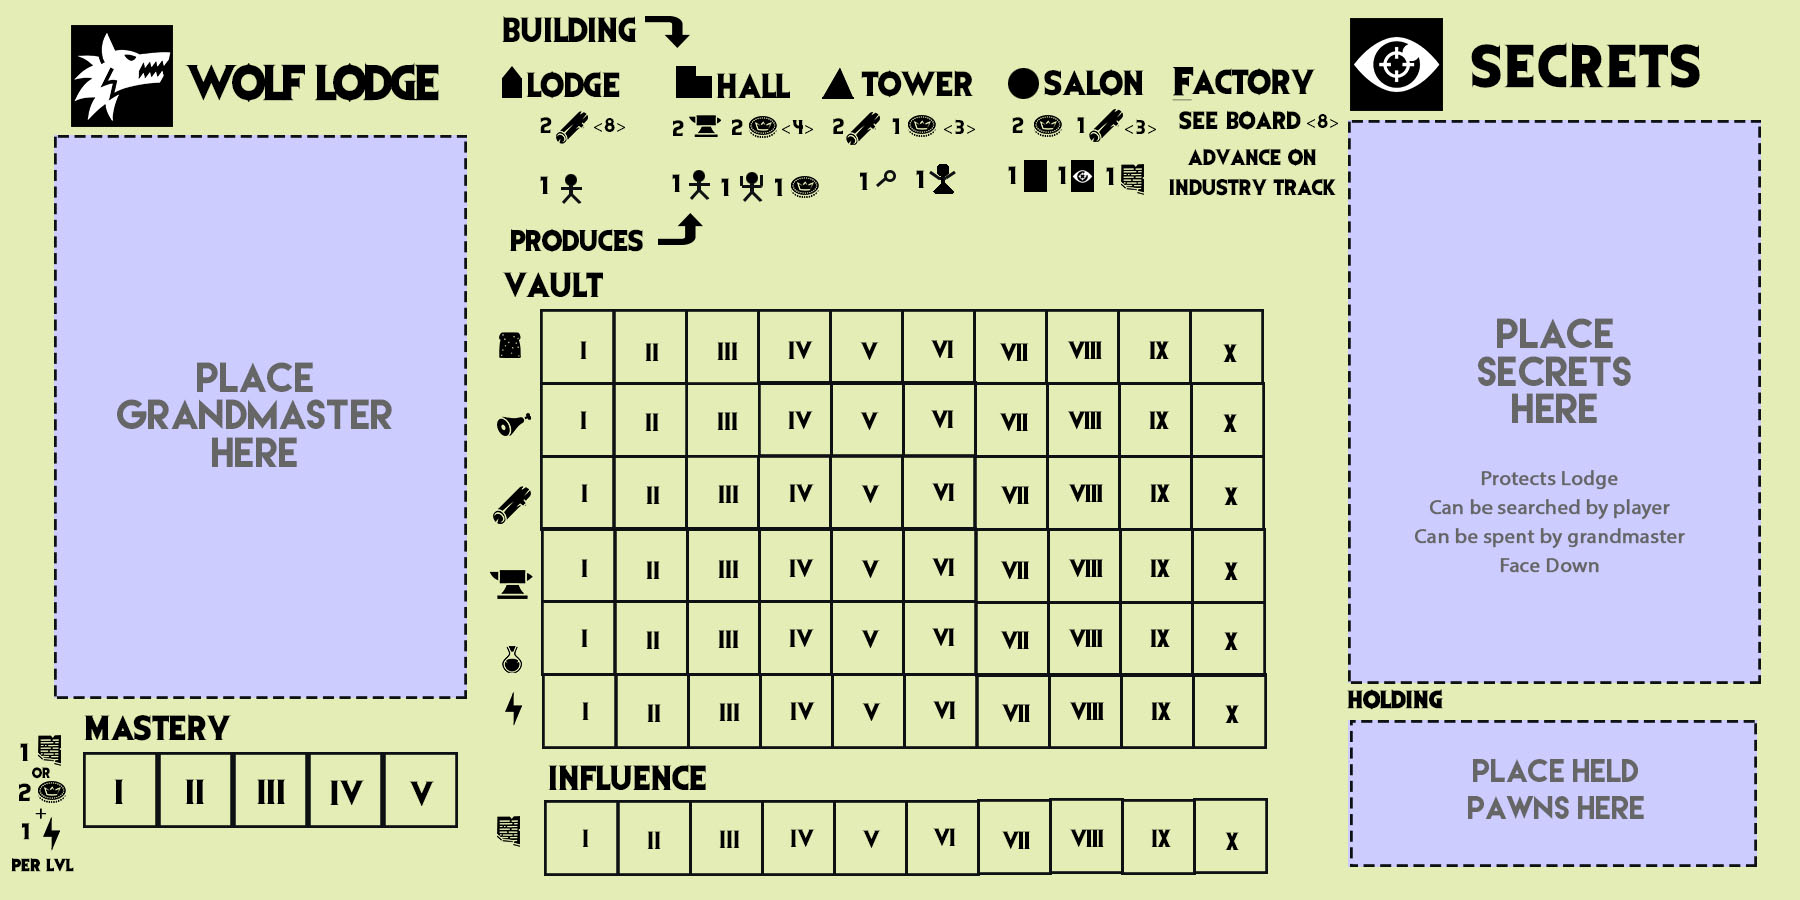 WOLF LODGE
PLACE
GRANDMASTER
HERE
MASTERY
1
OR
2
+
1
PER LVL
I II III IV V
BUILDING
LODGE HALL TOWER SALON FACTORY
2 <8> 2 2 <4> 2 1 <3> 2 1 <3> SEE BOARD <8>
1 1 1 1 1 1 1 1 1 ADVANCE ON
INDUSTRY TRACK
PRODUCES
VAULT
I II III IV V VI VII VIII IX X
I II III IV V VI VII VIII IX X
I II III IV V VI VII VIII IX X
I II III IV V VI VII VIII IX X
I II III IV V VI VII VIII IX X
I II III IV V VI VII VIII IX X
INFLUENCE
I II III IV V VI VII VIII IX X
SECRETS
PLACE
SECRETS
HERE
Protects Lodge
Can be searched by player
Can be spent by grandmaster
Face Down
HOLDING
PLACE HELD
PAWNS HERE